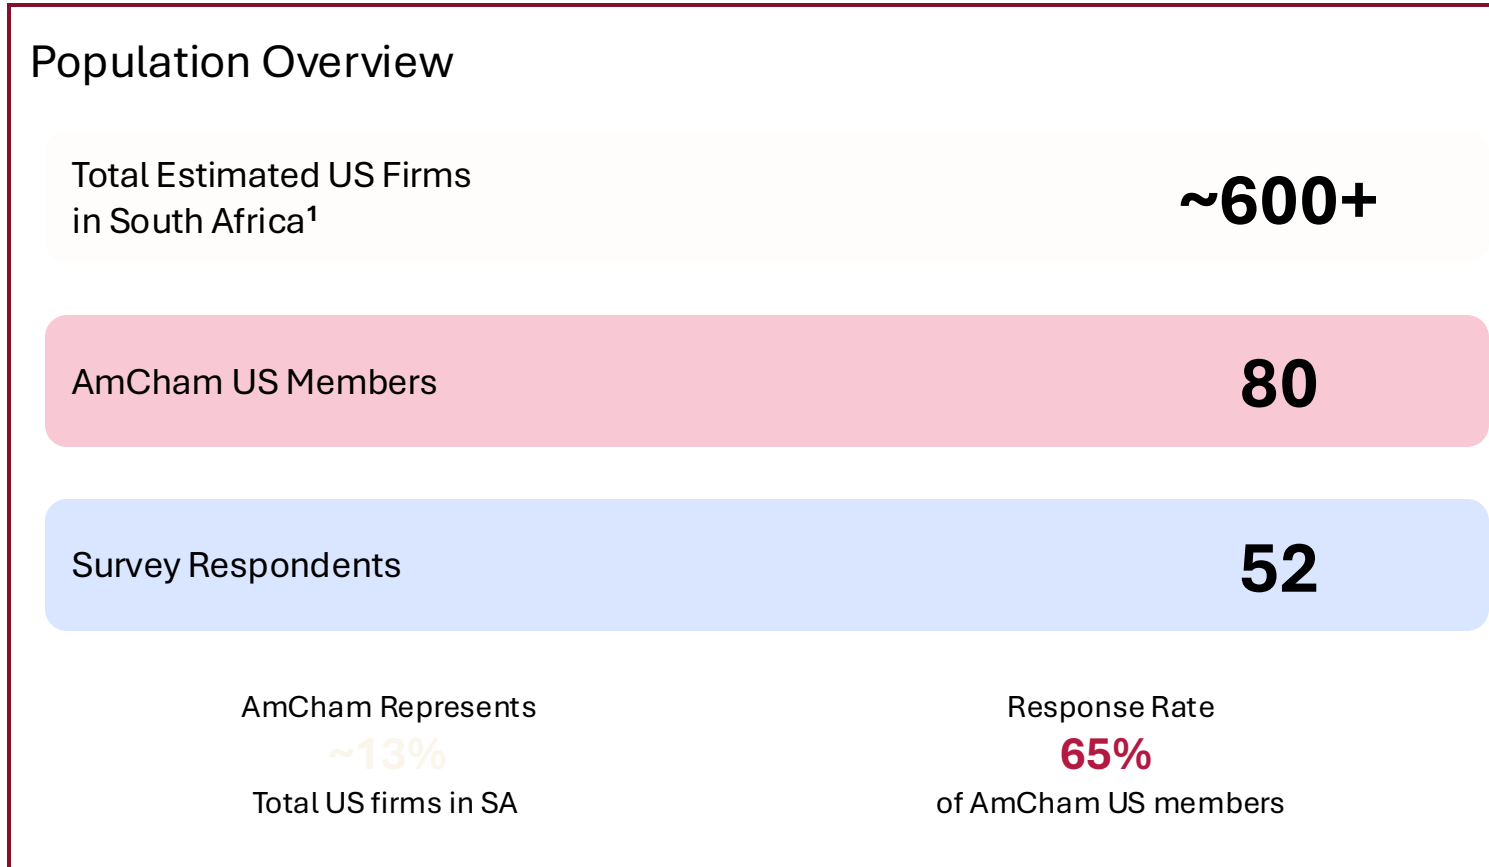 Population Overview
Total Estimated US Firms
in South Africa¹
~600+
AmCham US Members
80
Survey Respondents
52
AmCham Represents
~13%
Total US firms in SA
Response Rate
65%
of AmCham US members